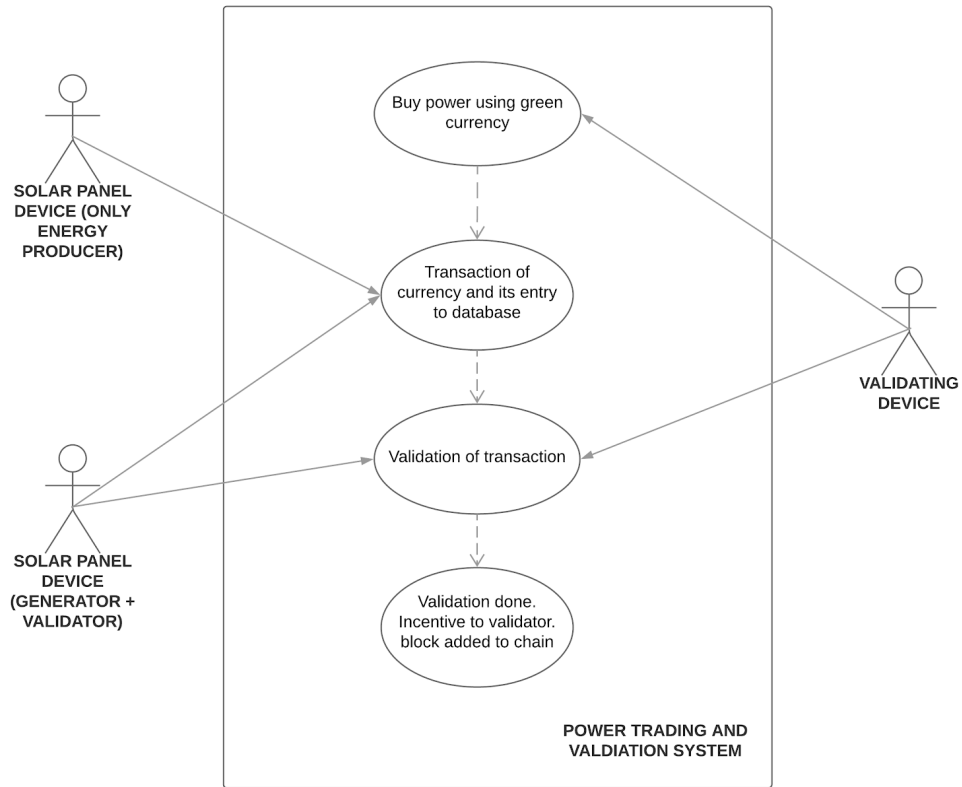 Buy power using green
currency
SOLAR PANEL
DEVICE (ONLY
ENERGY
PRODUCER)
Transaction of
currency and its entry
to database
VALIDATING
DEVICE
Validation of transaction
SOLAR PANEL
DEVICE
(GENERATOR +
VALIDATOR)
Validation done.
Incentive to validator.
block added to chain
POWER TRADING AND
VALDIATION SYSTEM